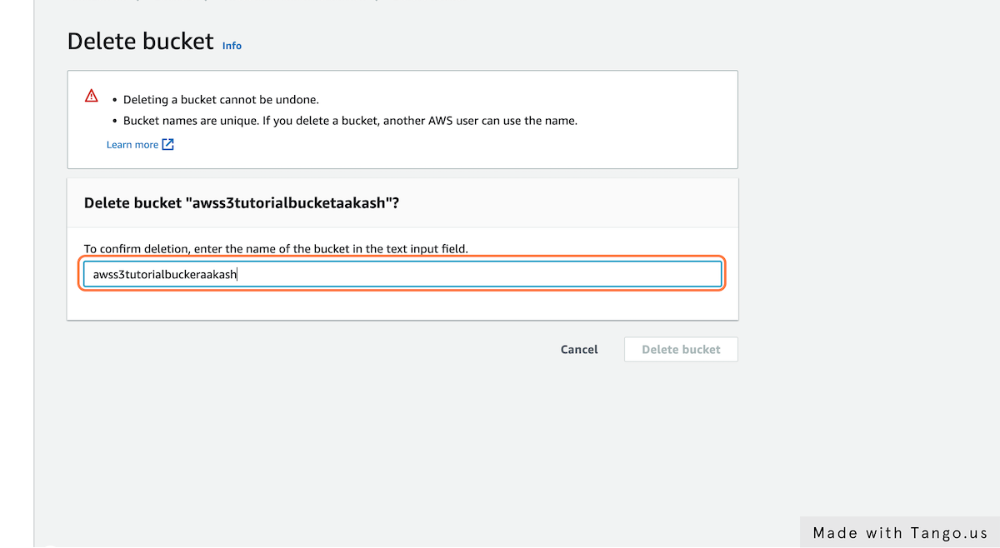 Delete bucket Info
• Deleting a bucket cannot be undone.
• Bucket names are unique. If you delete a bucket, another AWS user can use the name.
Learn more
Delete bucket "awss3tutorialbucketaakash"?
To confirm deletion, enter the name of the bucket in the text input field.
awss3tutorialbuckeraakash
Cancel Delete bucket
Made with Tango.us